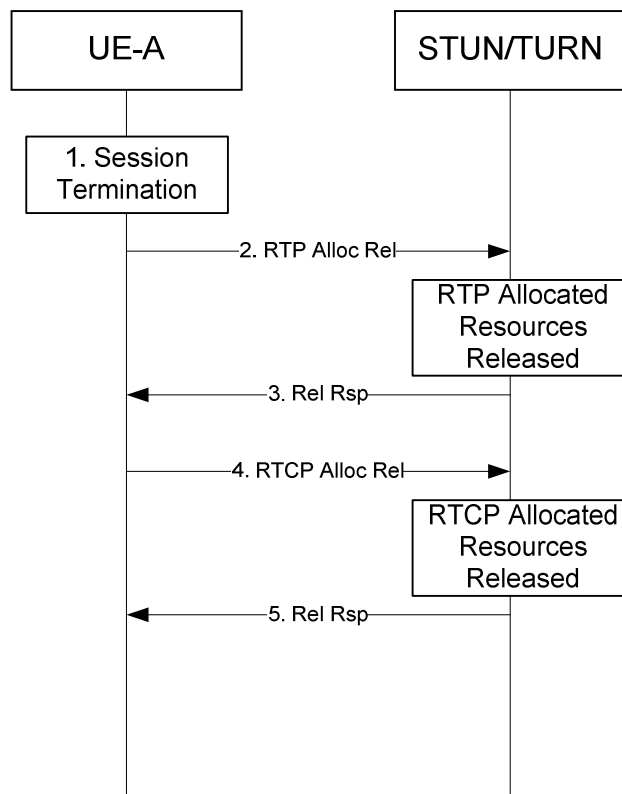 UE-A
STUN/TURN
1. Session
Termination
2. RTP Alloc Rel
RTP Allocated
Resources
Released
3. Rel Rsp
4. RTCP Alloc Rel
RTCP Allocated
Resources
Released
5. Rel Rsp